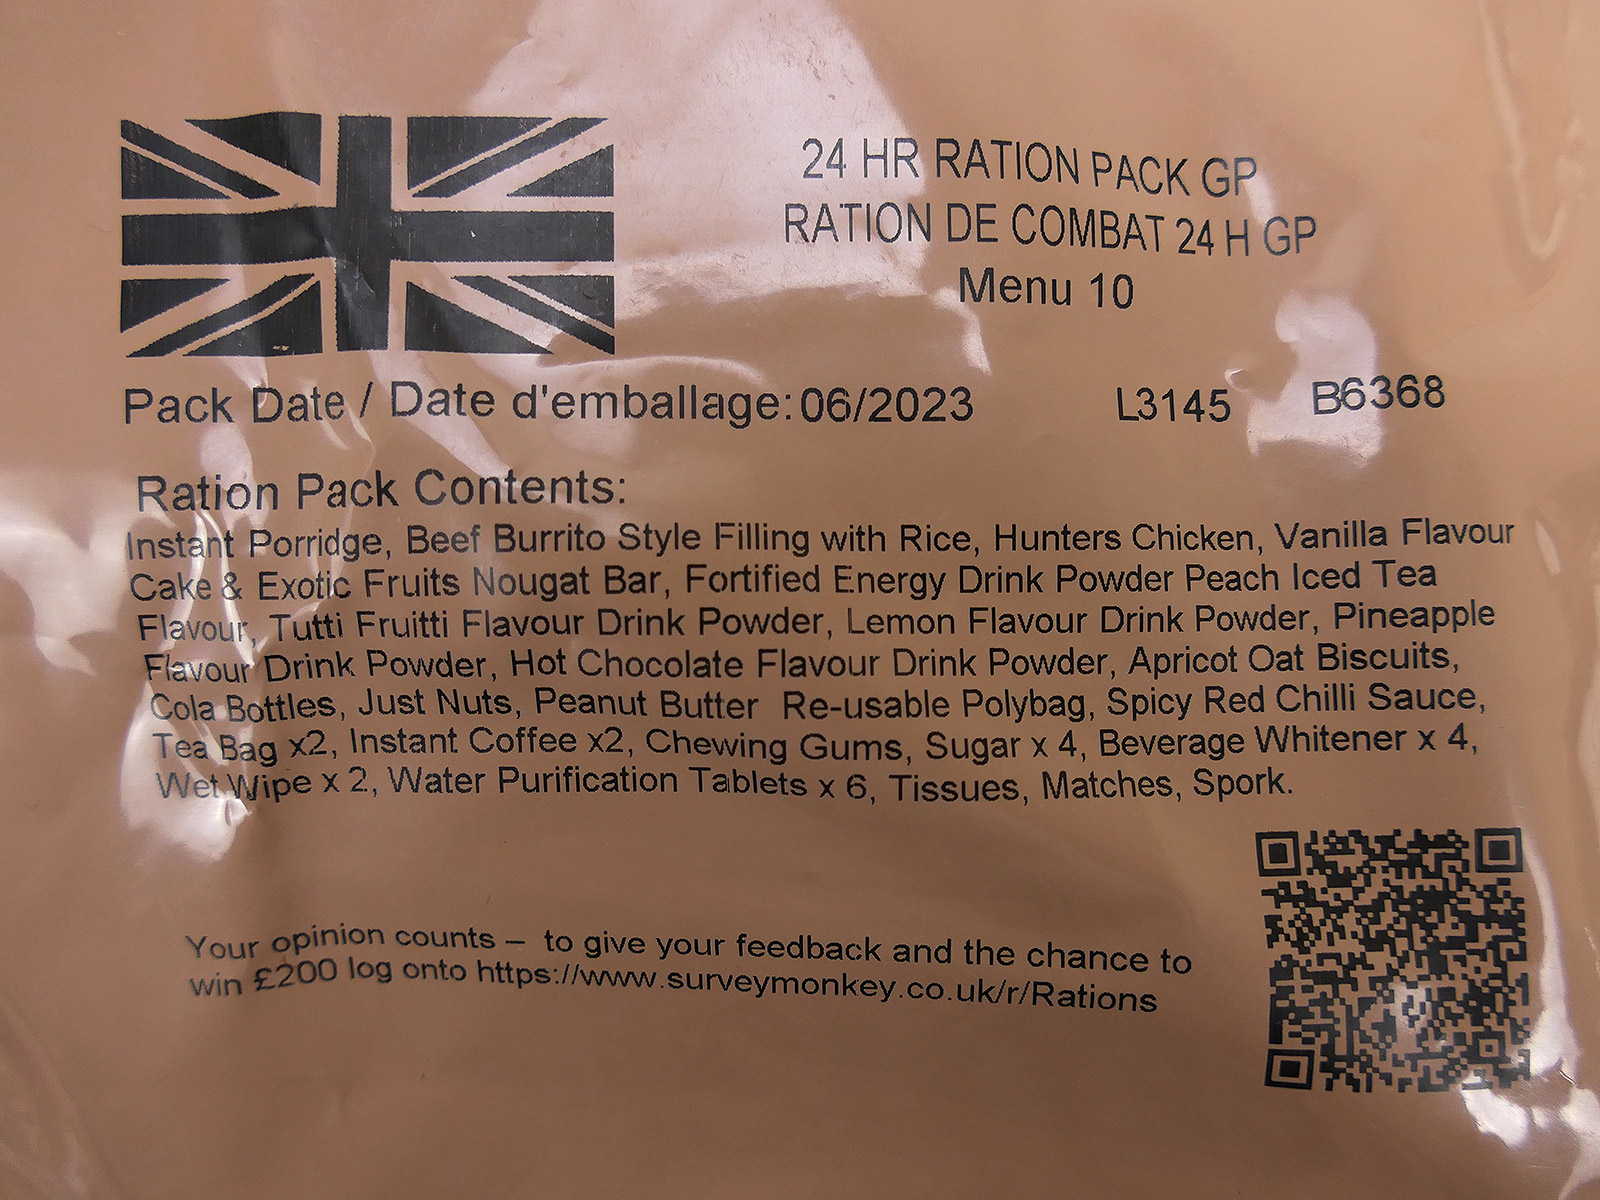 24 HR RATION PACK GP
RATION DE COMBAT 24 H GP
Menu 10
Pack Date / Date d'emballage: 06/2023 L3145 B6368
Ration Pack Contents:
Instant Porridge, Beef Burrito Style Filling with Rice, Hunters Chicken, Vanilla Flavour
Cake & Exotic Fruits Nougat Bar, Fortified Energy Drink Powder Peach Iced Tea
Flavour, Tutti Fruitti Flavour Drink Powder, Lemon Flavour Drink Powder, Pineapple
Flavour Drink Powder, Hot Chocolate Flavour Drink Powder, Apricot Oat Biscuits,
Cola Bottles, Just Nuts, Peanut Butter Re-usable Polybag, Spicy Red Chilli Sauce,
Tea Bag x2, Instant Coffee x2, Chewing Gums, Sugar x 4, Beverage Whitener x 4,
Wet Wipe x 2, Water Purification Tablets x 6, Tissues, Matches, Spork.
Your opinion counts – to give your feedback and the chance to
win £200 log onto https://www.surveymonkey.co.uk/r/Rations